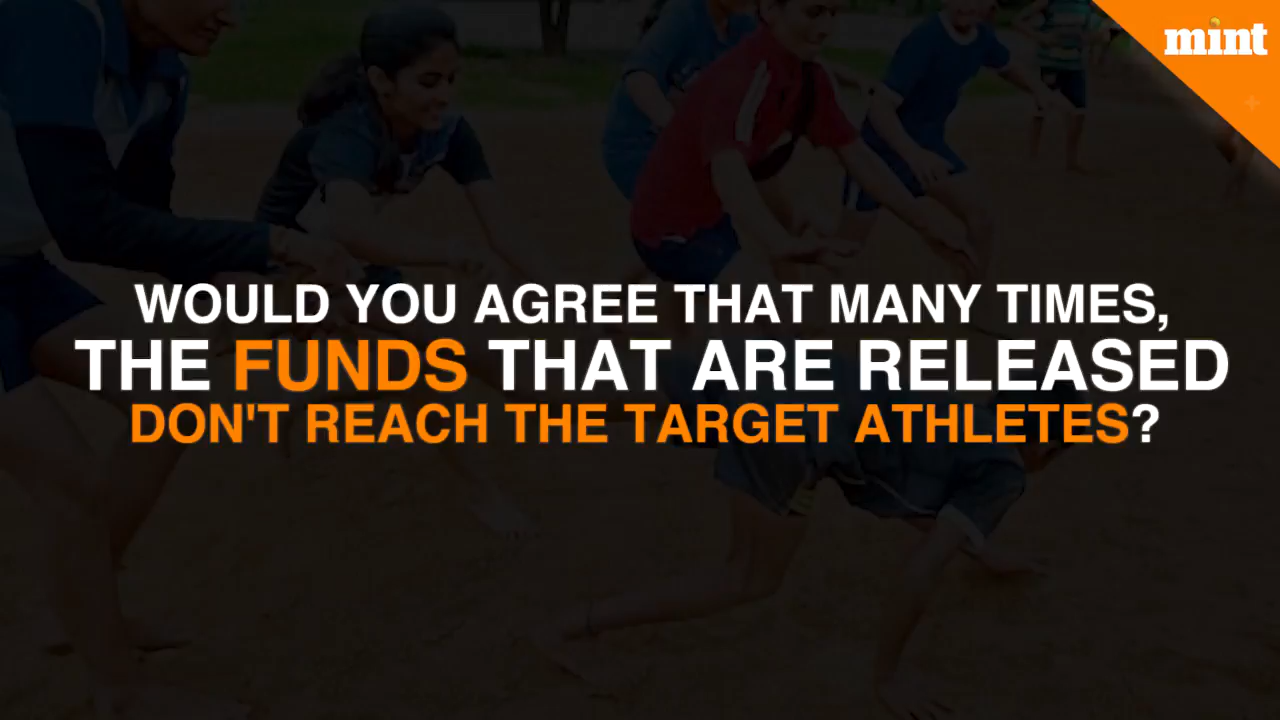 mint
WOULD YOU AGREE THAT MANY TIMES,
THE FUNDS THAT ARE RELEASED
DON'T REACH THE TARGET ATHLETES?